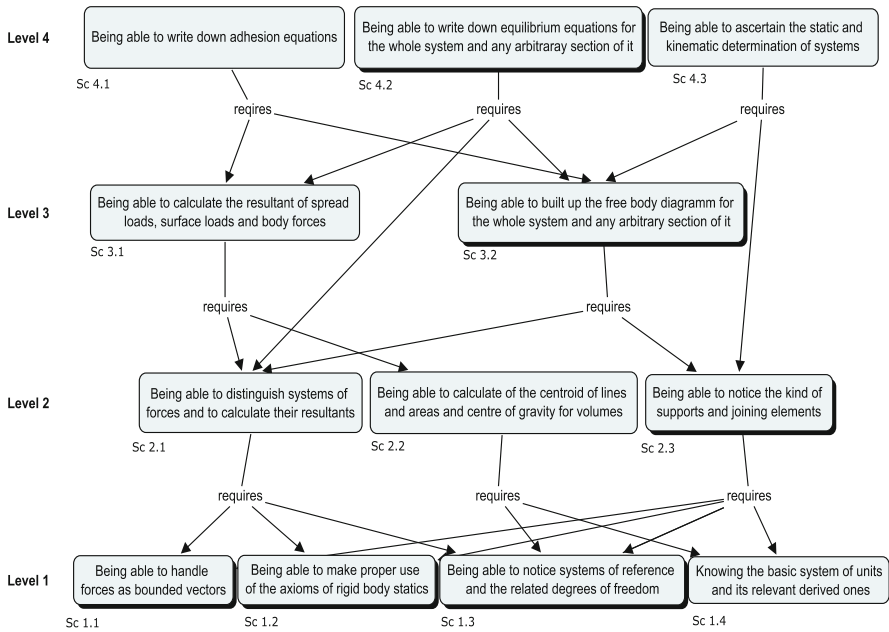 Level 4
Being able to write down adhesion equations
Sc 4.1
Being able to write down equilibrium equations for
the whole system and any arbitraray section of it
Sc 4.2
Being able to ascertain the static and
kinematic determination of systems
Sc 4.3
reqires
requires
requires
Level 3
Being able to calculate the resultant of spread
loads, surface loads and body forces
Sc 3.1
Being able to built up the free body diagramm for
the whole system and any arbitrary section of it
Sc 3.2
requires
requires
Level 2
Being able to distinguish systems of
forces and to calculate their resultants
Sc 2.1
Being able to calculate of the centroid of lines
and areas and centre of gravity for volumes
Sc 2.2
Being able to notice the kind of
supports and joining elements
Sc 2.3
requires
requires
requires
Level 1
Being able to handle
forces as bounded vectors
Sc 1.1
Being able to make proper use
of the axioms of rigid body statics
Sc 1.2
Being able to notice systems of reference
and the related degrees of freedom
Sc 1.3
Knowing the basic system of units
and its relevant derived ones
Sc 1.4